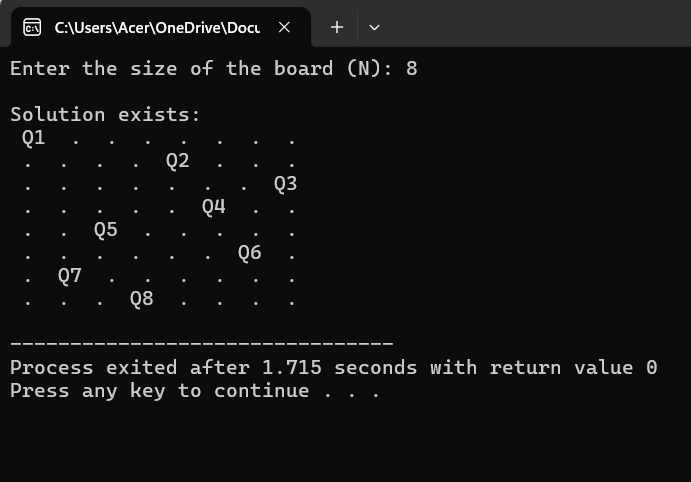 C:\Users\Acer\OneDrive\Docu
Enter the size of the board (N): 8
Solution exists:
 Q1  .  .  .  .  .  .  .
 .  .  .  .  Q2  .  .  .
 .  .  .  .  .  .  .  Q3
 .  .  .  .  .  Q4  .  .
 .  .  Q5  .  .  .  .  .
 .  .  .  .  .  .  Q6  .
 .  Q7  .  .  .  .  .  .
 .  .  .  Q8  .  .  .  .
--------------------------------
Process exited after 1.715 seconds with return value 0
Press any key to continue . . .